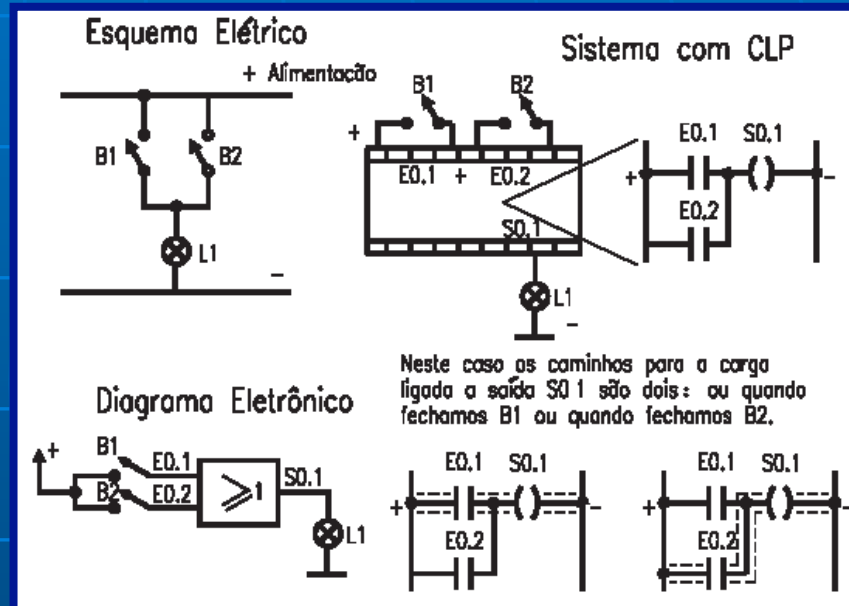 Esquema Elétrico
+ Alimentação
B1
B2
L1
-
Sistema com CLP
B1
B2
+
E0.1 + E0.2
S0.1
L1
-
E0.1 S0.1
+
-
E0.2
Diagrama Eletrônico
+
B1
E0.1
B2
E0.2
≥1
S0.1
L1
Neste caso os caminhos para a carga
ligada a saída S0 1 são dois: ou quando
fechamos B1 ou quando fechamos B2.
E0.1 S0.1
+
-
E0.2
E0.1 S0.1
+
-
E0.2